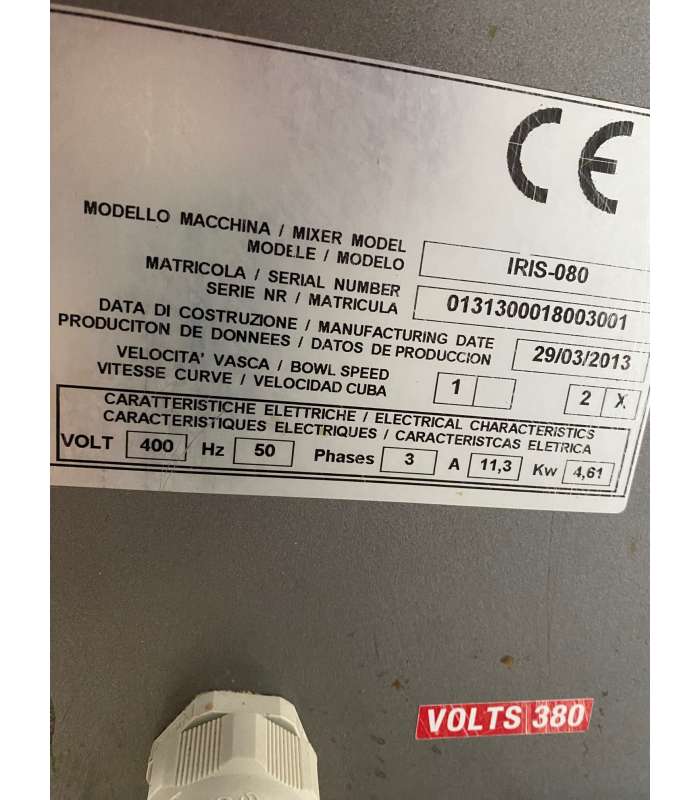 CE
MODELLO MACCHINA / MIXER MODEL
MODELE / MODELO
IRIS-080
MATRICOLA / SERIAL NUMBER
SERIE NR / MATRICULA
0131300018003001
DATA DI COSTRUZIONE / MANUFACTURING DATE
PRODUCITON DE DONNEES / DATOS DE PRODUCCION
29/03/2013
VELOCITA' VASCA / BOWL SPEED
VITESSE CURVE / VELOCIDAD CUBA
1 2 X
CARATTERISTICHE ELETTRICHE / ELECTRICAL CHARACTERISTICS
CARACTERISTIQUES ELECTRIQUES / CARACTERISTCAS ELETRICA
VOLT 400 Hz 50 Phases 3 A 11,3 Kw 4,61
VOLTS 380